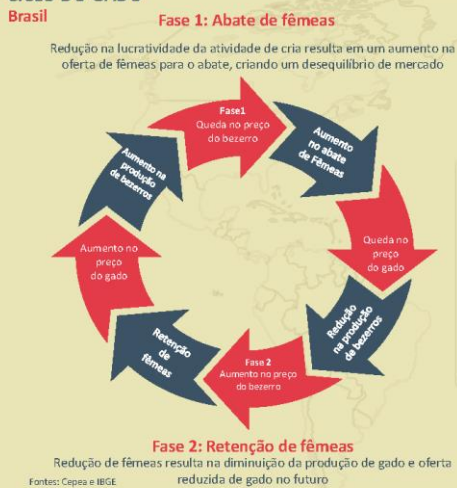 Brasil
Fase 1: Abate de fêmeas
Redução na lucratividade da atividade de cria resulta em um aumento na
oferta de fêmeas para o abate, criando um desequilíbrio de mercado
Fase1
Queda no preço
do bezerro
Aumento
no abate
de Fêmeas
Queda no
preço
do gado
Redução
na produção
de bezerros
Fase 2
Aumento no preço
do bezerro
Retenção
de
fêmeas
Aumento no
preço
do gado
Aumento na
produção
de bezerros
Fase 2: Retenção de fêmeas
Redução de fêmeas resulta na diminuição da produção de gado e oferta
reduzida de gado no futuro
Fontes: Cepea e IBGE